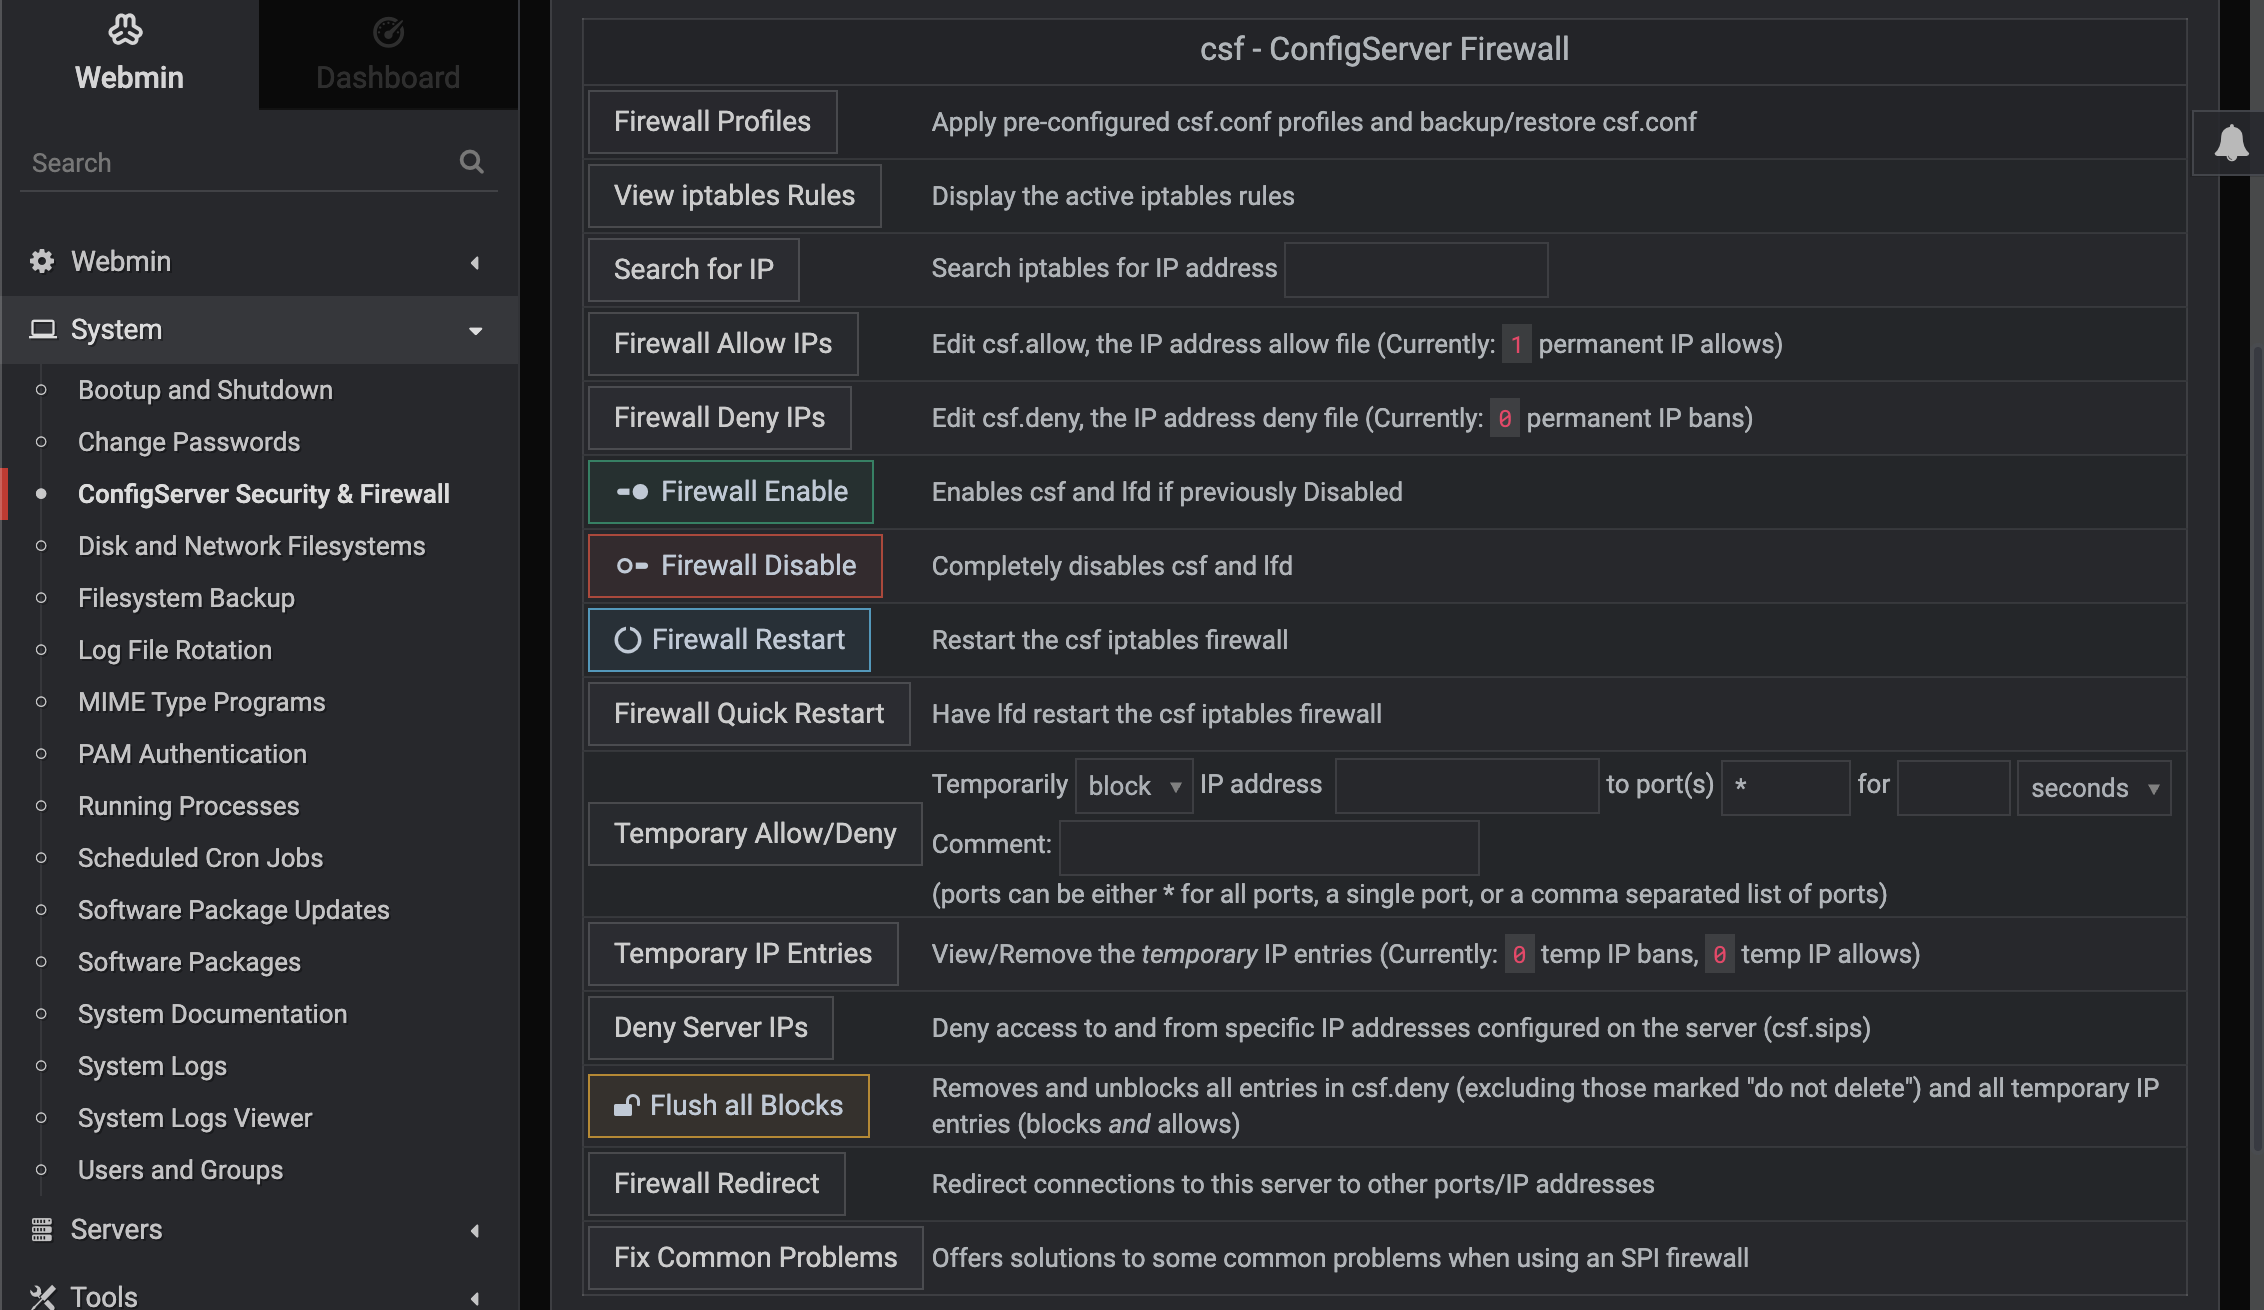 Webmin
Dashboard
Search
Webmin
System
Bootup and Shutdown
Change Passwords
ConfigServer Security & Firewall
Disk and Network Filesystems
Filesystem Backup
Log File Rotation
MIME Type Programs
PAM Authentication
Running Processes
Scheduled Cron Jobs
Software Package Updates
Software Packages
System Documentation
System Logs
System Logs Viewer
Users and Groups
Servers
Tools
csf - ConfigServer Firewall
Firewall Profiles Apply pre-configured csf.conf profiles and backup/restore csf.conf
View iptables Rules Display the active iptables rules
Search for IP Search iptables for IP address
Firewall Allow IPs Edit csf.allow, the IP address allow file (Currently: 1 permanent IP allows)
Firewall Deny IPs Edit csf.deny, the IP address deny file (Currently: 0 permanent IP bans)
Firewall Enable Enables csf and lfd if previously Disabled
Firewall Disable Completely disables csf and lfd
Firewall Restart Restart the csf iptables firewall
Firewall Quick Restart Have lfd restart the csf iptables firewall
Temporarily block IP address to port(s) * for seconds
Temporary Allow/Deny Comment:
(ports can be either * for all ports, a single port, or a comma separated list of ports)
Temporary IP Entries View/Remove the temporary IP entries (Currently: 0 temp IP bans, 0 temp IP allows)
Deny Server IPs Deny access to and from specific IP addresses configured on the server (csf.sips)
Flush all Blocks Removes and unblocks all entries in csf.deny (excluding those marked "do not delete") and all temporary IP
entries (blocks and allows)
Firewall Redirect Redirect connections to this server to other ports/IP addresses
Fix Common Problems Offers solutions to some common problems when using an SPI firewall